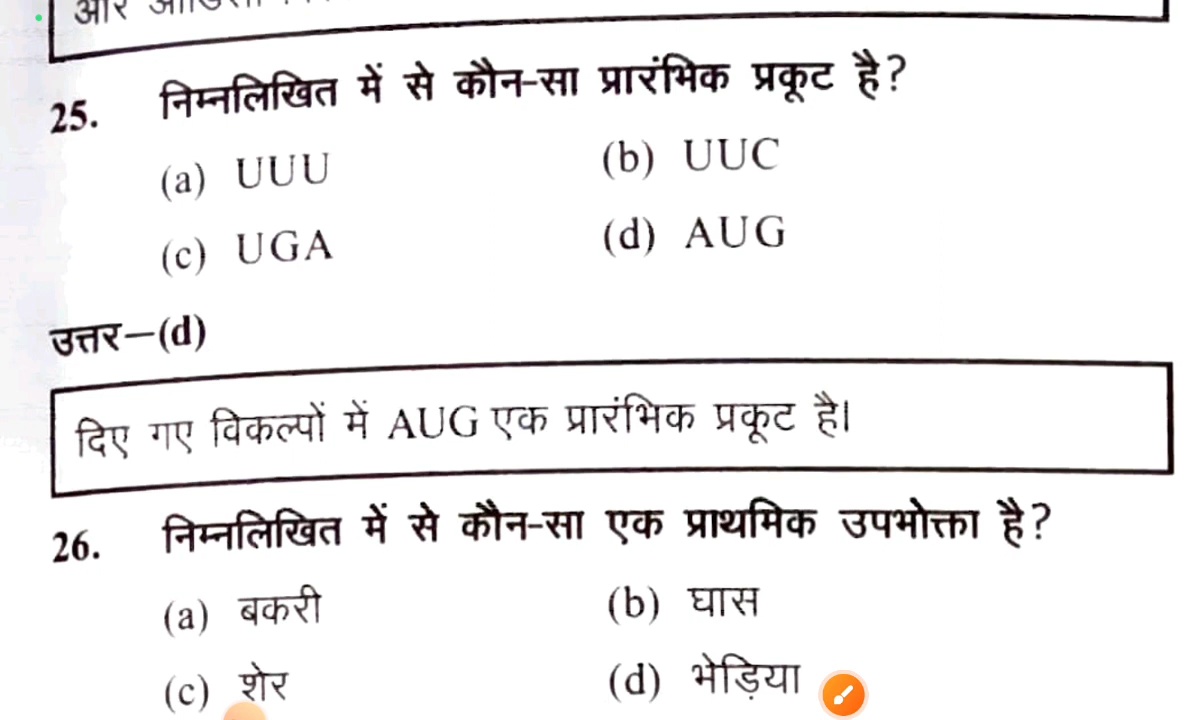 और
25. निम्नलिखित में से कौन-सा प्रारंभिक प्रकूट है?
(a) UUU (b) UUC
(c) UGA (d) AUG
उत्तर—(d)
दिए गए विकल्पों में AUG एक प्रारंभिक प्रकूट है।
26. निम्नलिखित में से कौन-सा एक प्राथमिक उपभोक्ता है?
(a) बकरी (b) घास
(c) शेर (d) भेड़िया